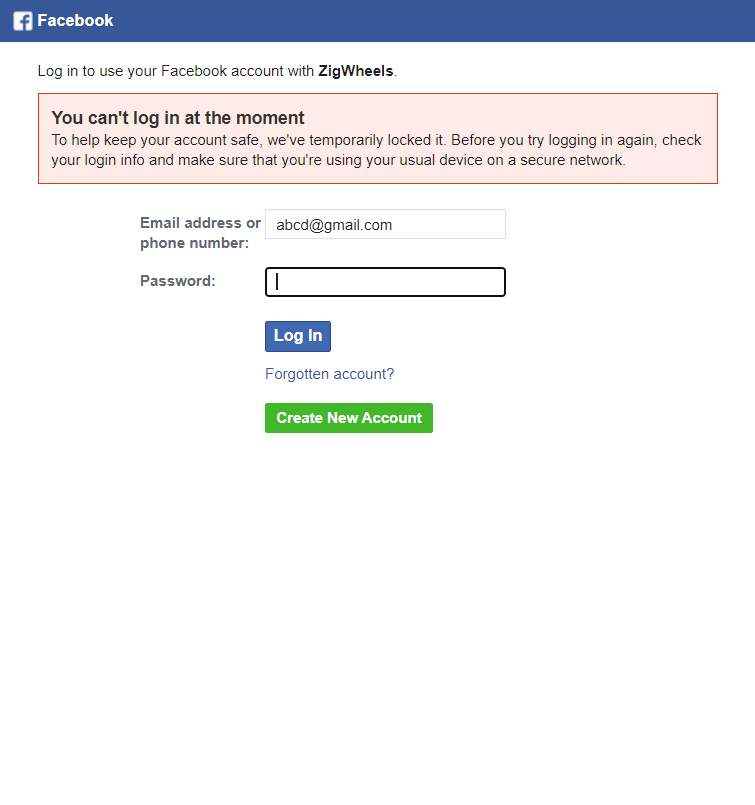 Facebook
Log in to use your Facebook account with ZigWheels.
You can't log in at the moment
To help keep your account safe, we've temporarily locked it. Before you try logging in again, check
your login info and make sure that you're using your usual device on a secure network.
Email address or
phone number:
abcd@gmail.com
Password:
Log In
Forgotten account?
Create New Account